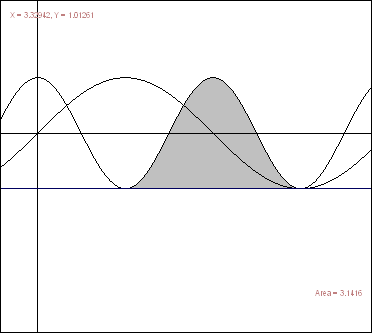 X = 3.32942, Y = 1.01261
Area = 3.1416